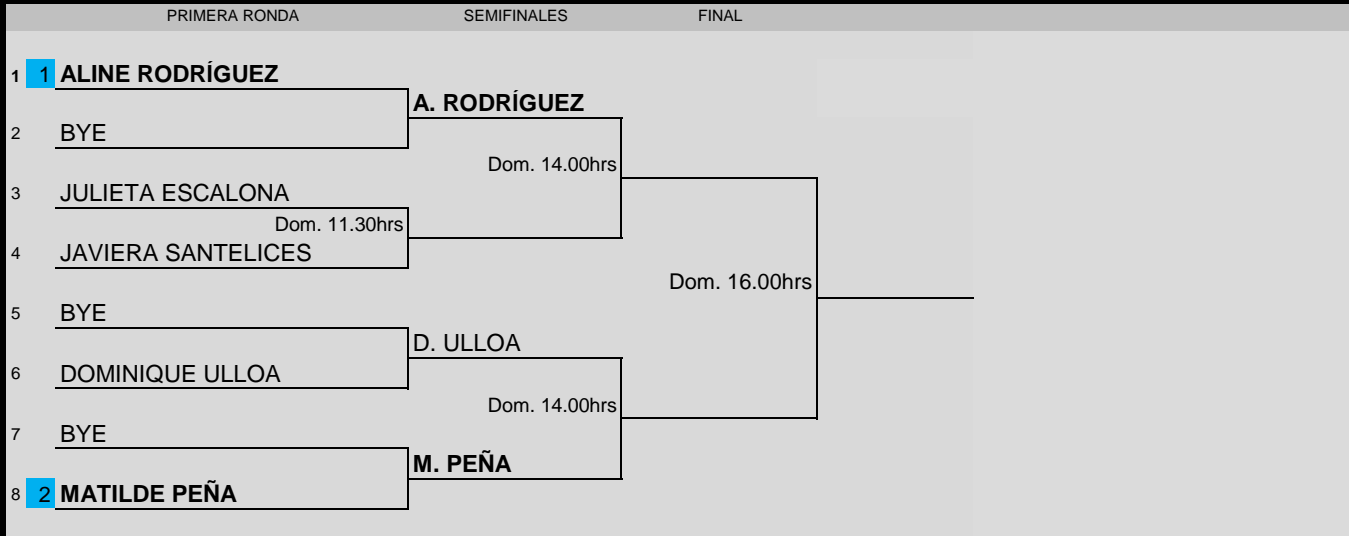 PRIMERA RONDA SEMIFINALES FINAL
1 1 ALINE RODRÍGUEZ
A. RODRÍGUEZ
2 BYE
Dom. 14.00hrs
3 JULIETA ESCALONA
Dom. 11.30hrs
4 JAVIERA SANTELICES
Dom. 16.00hrs
5 BYE
D. ULLOA
6 DOMINIQUE ULLOA
Dom. 14.00hrs
7 BYE
M. PEÑA
8 2 MATILDE PEÑA